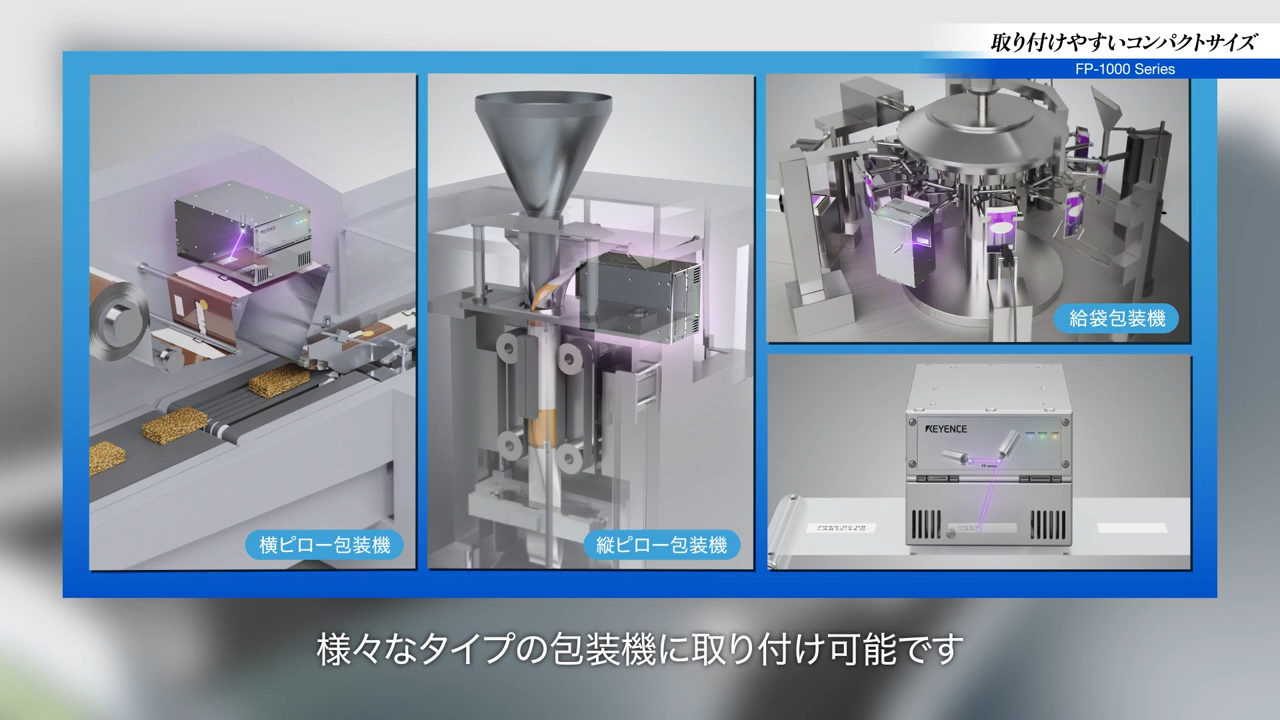 取り付けやすいコンパクトサイズ
FP-1000 Series
KEYENCE
横ピロー包装機
縦ピロー包装機
給袋包装機
KEYENCE
FP series
様々なタイプの包装機に取り付け可能です